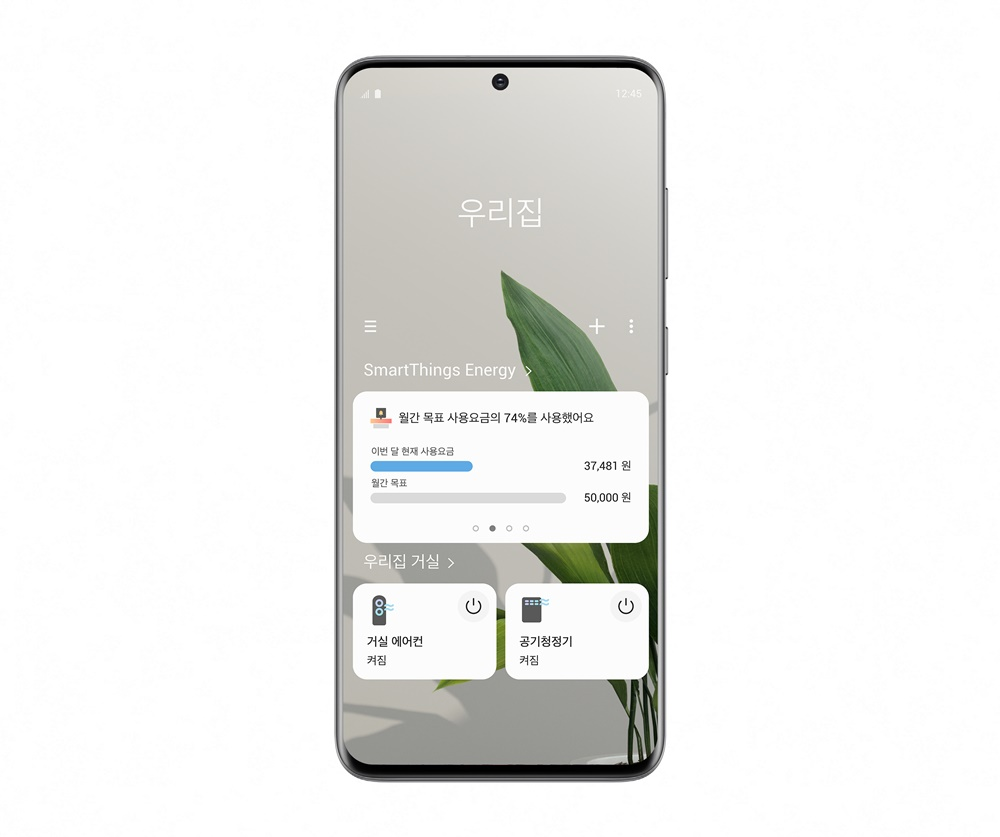 12:45
우리집
SmartThings Energy
월간 목표 사용요금의 74%를 사용했어요
이번 달 현재 사용요금
37,481 원
월간 목표
50,000 원
우리집 거실
거실 에어컨
켜짐
공기청정기
켜짐